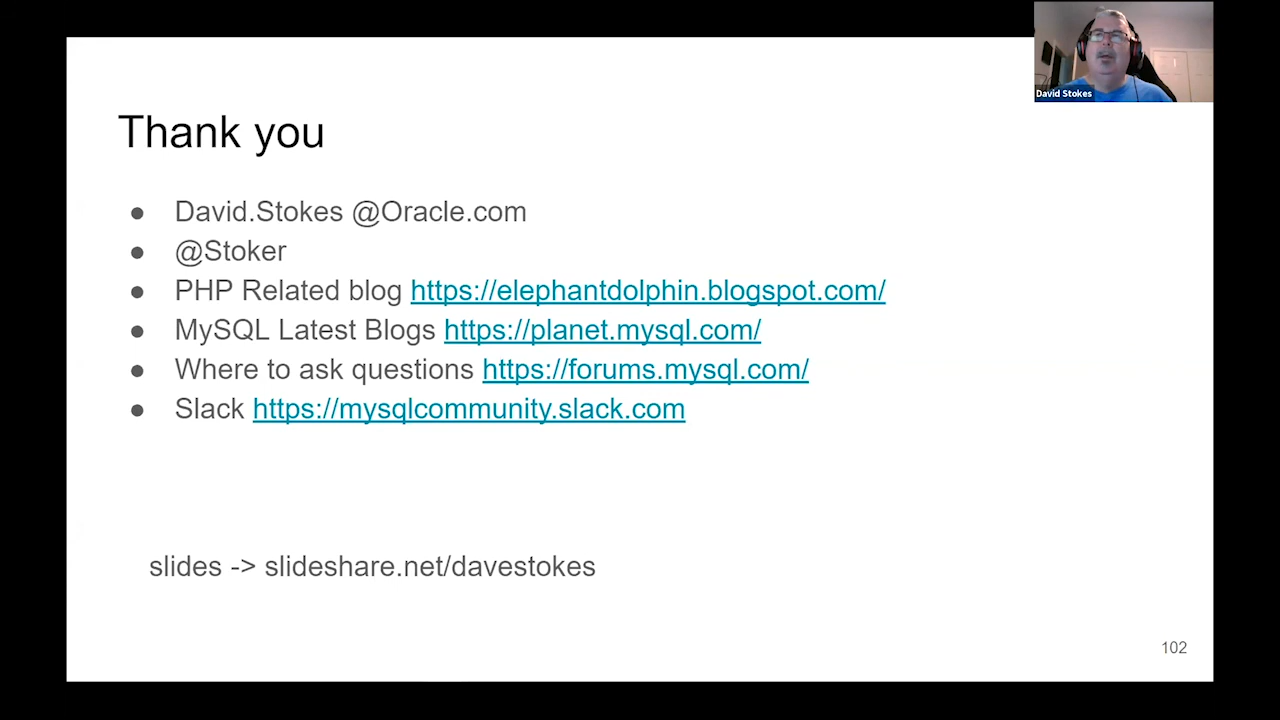 David Stokes
Thank you
● David.Stokes @Oracle.com
● @Stoker
● PHP Related blog https://elephantdolphin.blogspot.com/
● MySQL Latest Blogs https://planet.mysql.com/
● Where to ask questions https://forums.mysql.com/
● Slack https://mysqlcommunity.slack.com
slides -> slideshare.net/davestokes
102